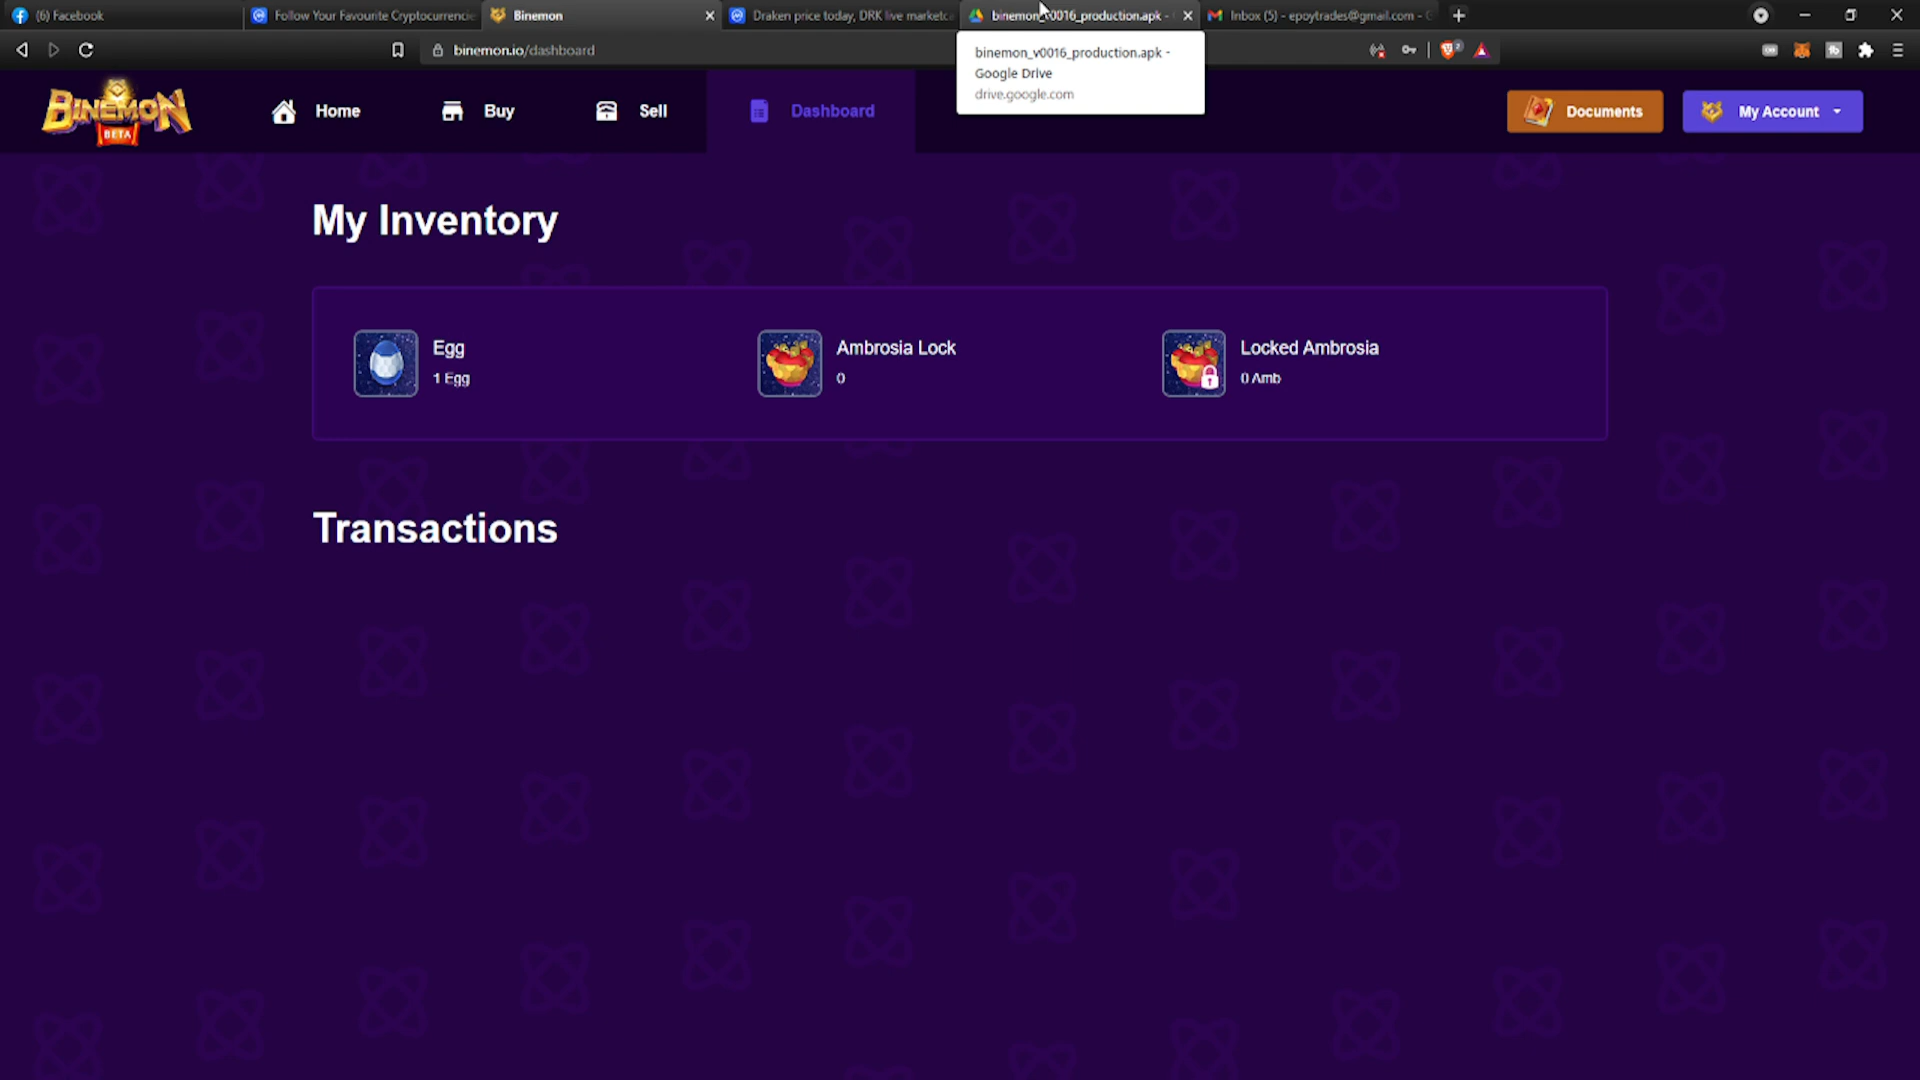 (6) Facebook
Follow Your Favourite Cryptocurrencie
Binemon
Draken price today, DRK live marketca
binemon_v0016_production.apk -
Inbox (5) - epoytrades@gmail.com - G
binemon.io/dashboard
binemon_v0016_production.apk -
Google Drive
drive.google.com
BINEMON
BETA
Home
Buy
Sell
Dashboard
Documents
My Account
My Inventory
Egg
1 Egg
Ambrosia Lock
0
Locked Ambrosia
0 Amb
Transactions